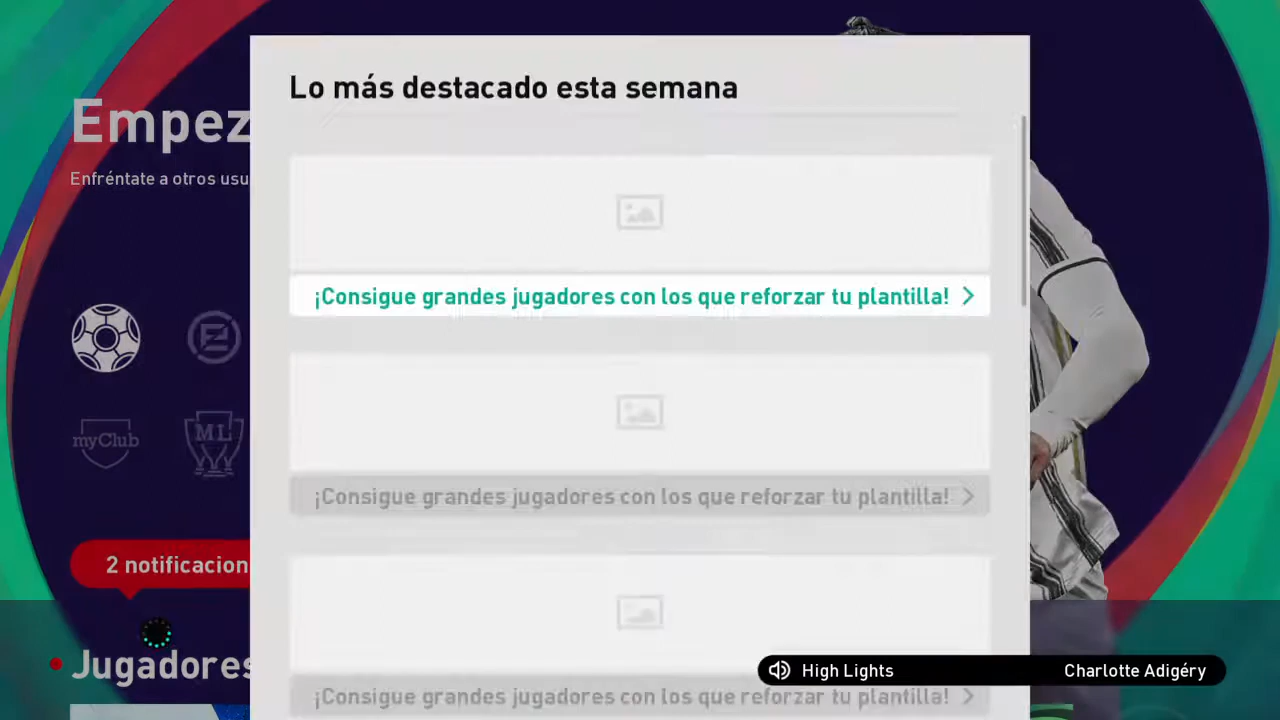 Lo más destacado esta semana
Empez
Enfréntate a otros usu
¡Consigue grandes jugadores con los que reforzar tu plantilla!
myClub
ML
¡Consigue grandes jugadores con los que reforzar tu plantilla!
2 notificacion
Jugadores
High Lights Charlotte Adigéry
¡Consigue grandes jugadores con los que reforzar tu plantilla!